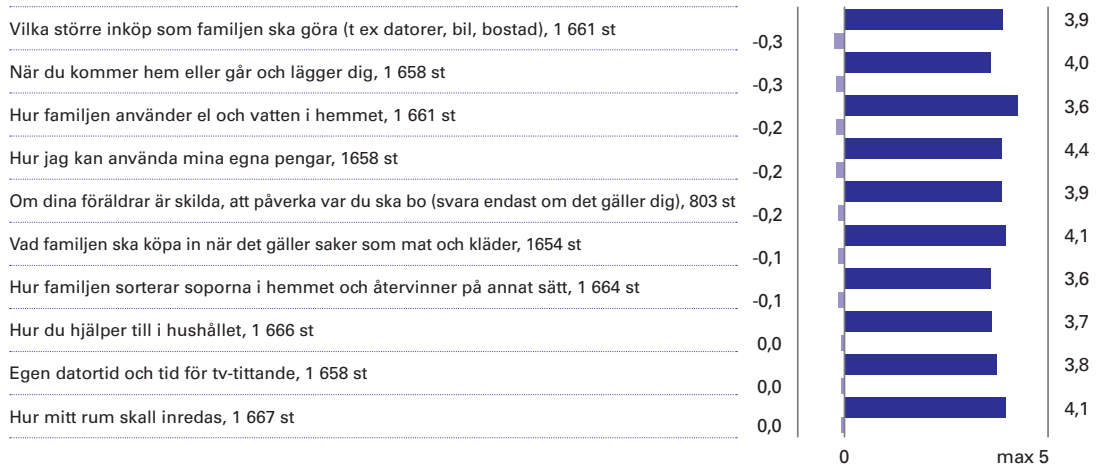 Vilka större inköp som familjen ska göra (t ex datorer, bil, bostad), 1 661 st
-0,3
3,9
När du kommer hem eller går och lägger dig, 1 658 st
-0,3
4,0
Hur familjen använder el och vatten i hemmet, 1 661 st
-0,2
3,6
Hur jag kan använda mina egna pengar, 1658 st
-0,2
4,4
Om dina föräldrar är skilda, att påverka var du ska bo (svara endast om det gäller dig), 803 st
-0,2
3,9
Vad familjen ska köpa in när det gäller saker som mat och kläder, 1654 st
-0,1
4,1
Hur familjen sorterar soporna i hemmet och återvinner på annat sätt, 1 664 st
-0,1
3,6
Hur du hjälper till i hushållet, 1 666 st
0,0
3,7
Egen datortid och tid för tv-tittande, 1 658 st
0,0
3,8
Hur mitt rum skall inredas, 1 667 st
0,0
4,1
0 max 5